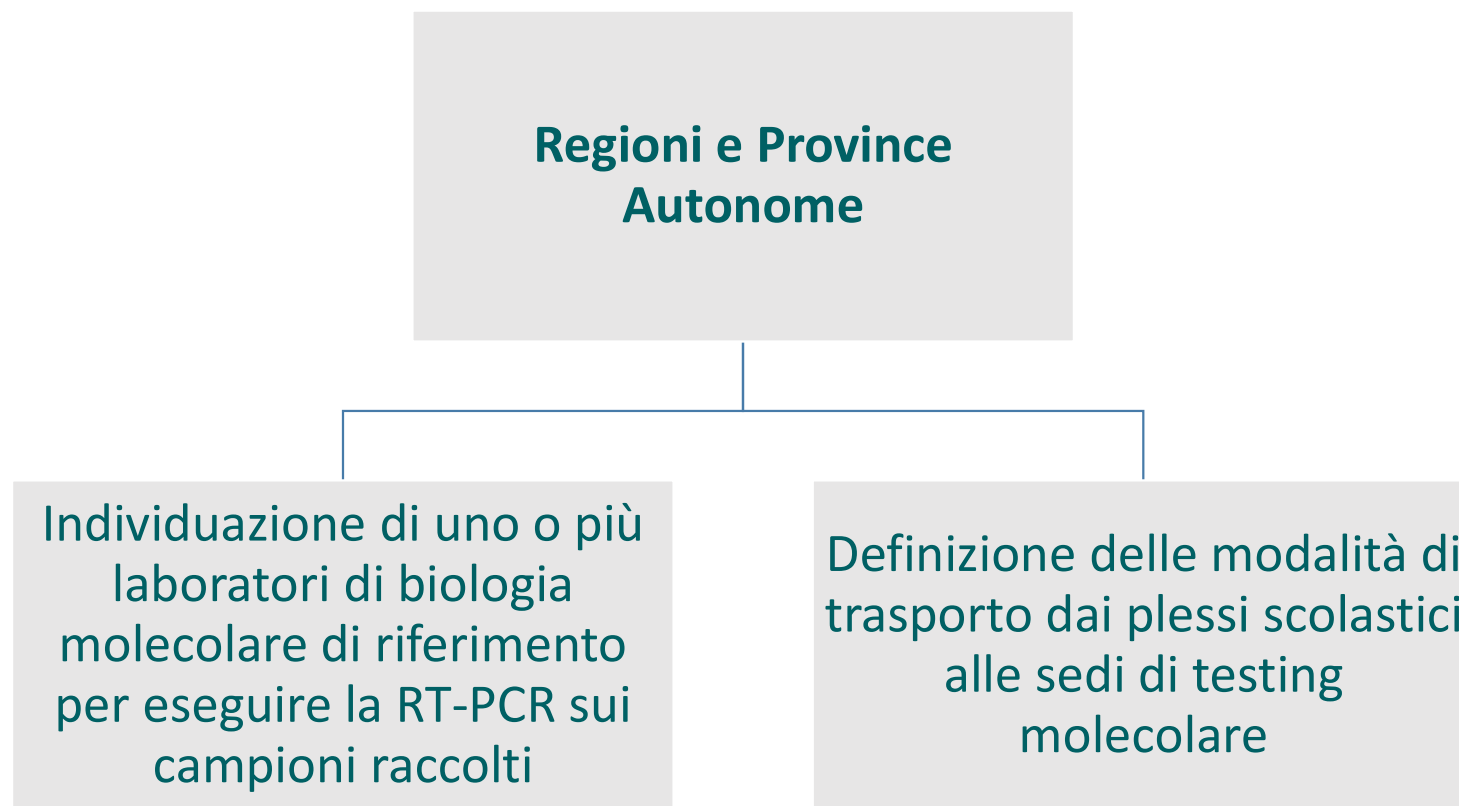 Regioni e Province
Autonome
Individuazione di uno o più
laboratori di biologia
molecolare di riferimento
per eseguire la RT-PCR sui
campioni raccolti
Definizione delle modalità di
trasporto dai plessi scolastici
alle sedi di testing
molecolare